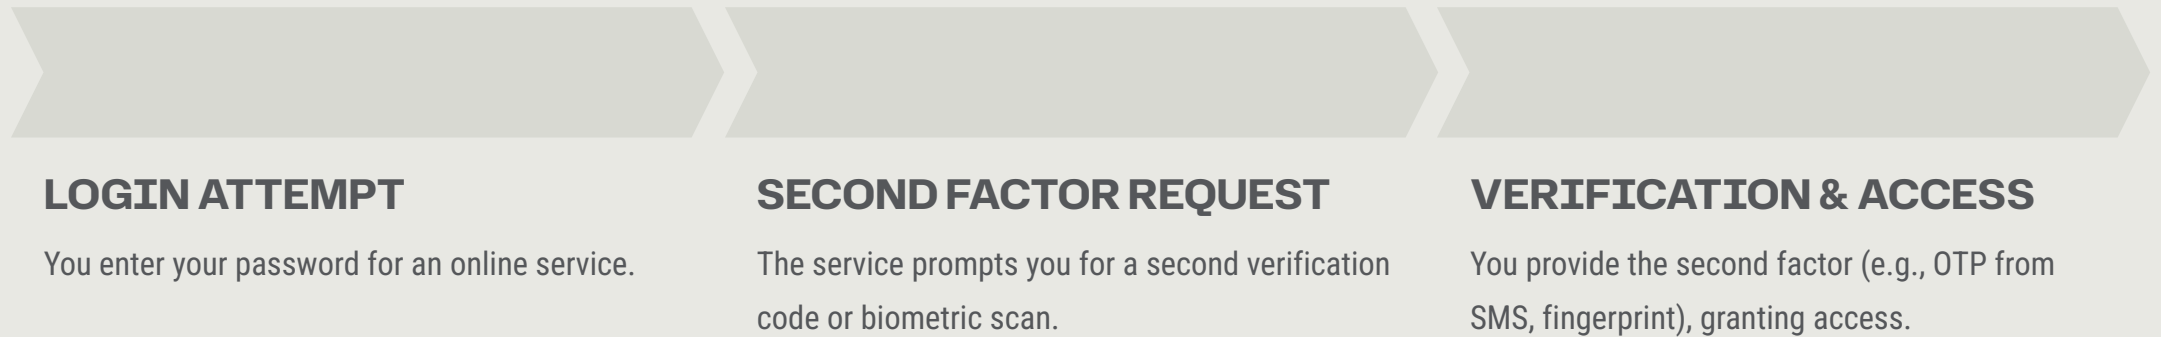 LOGIN ATTEMPT
You enter your password for an online service.
SECOND FACTOR REQUEST
The service prompts you for a second verification
code or biometric scan.
VERIFICATION & ACCESS
You provide the second factor (e.g., OTP from
SMS, fingerprint), granting access.